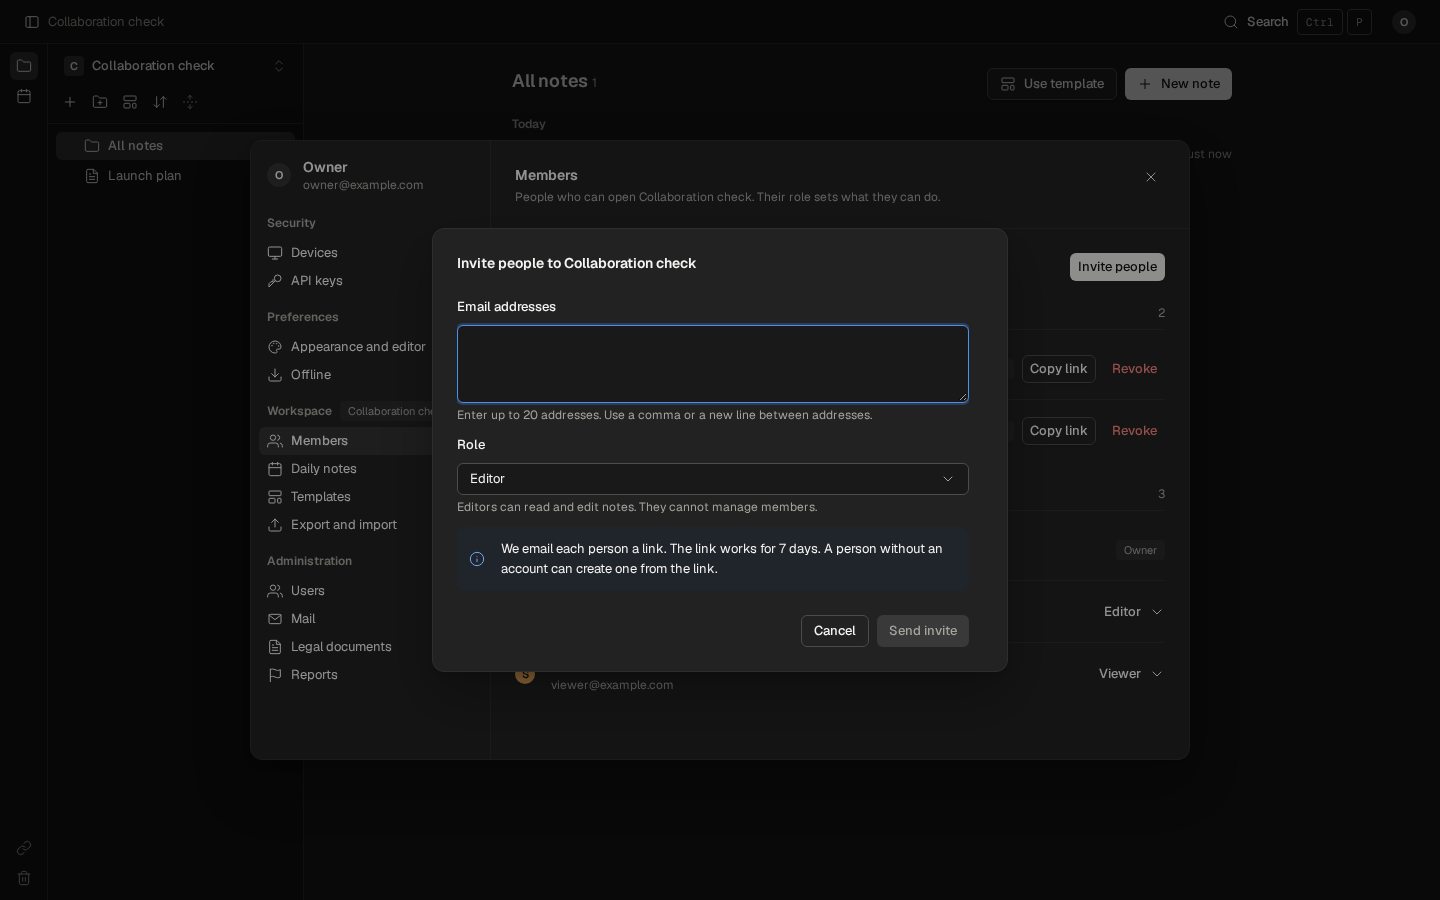 Collaboration check
Search Ctrl P O
C Collaboration check
All notes
Launch plan
All notes 1
Use template
New note
Today
just now
O Owner
owner@example.com
Security
Devices
API keys
Preferences
Appearance and editor
Offline
Workspace Collaboration che
Members
Daily notes
Templates
Export and import
Administration
Users
Mail
Legal documents
Reports
Members
People who can open Collaboration check. Their role sets what they can do.
Invite people
2
Copy link Revoke
Copy link Revoke
3
Owner
Editor
Viewer
S
viewer@example.com
Invite people to Collaboration check
Email addresses
Enter up to 20 addresses. Use a comma or a new line between addresses.
Role
Editor
Editors can read and edit notes. They cannot manage members.
We email each person a link. The link works for 7 days. A person without an
account can create one from the link.
Cancel Send invite